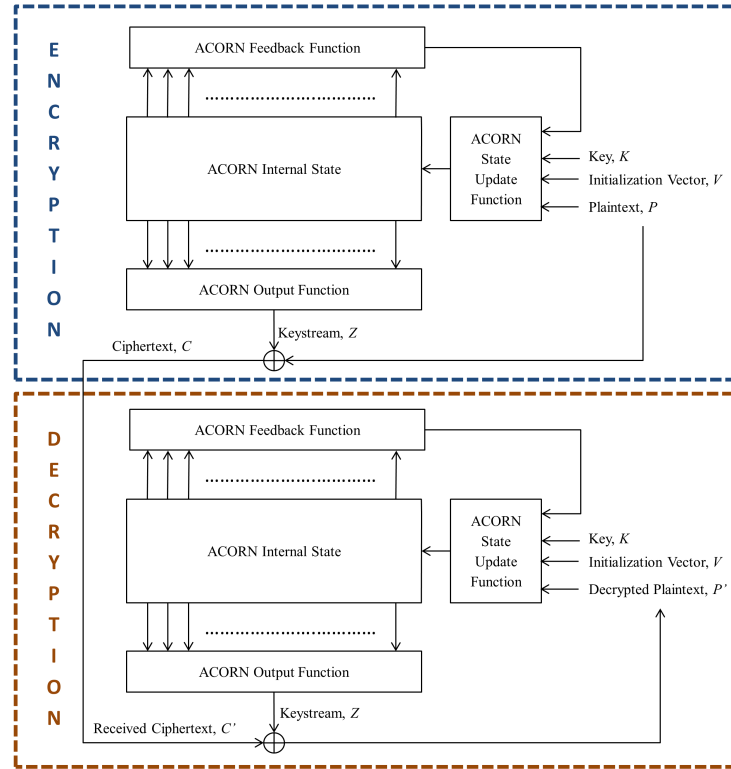 ENCRYPTION
ACORN Feedback Function
ACORN Internal State
ACORN
State
Update
Function
Key, K
Initialization Vector, V
Plaintext, P
ACORN Output Function
Keystream, Z
Ciphertext, C
DECRYPTION
ACORN Feedback Function
ACORN Internal State
ACORN
State
Update
Function
Key, K
Initialization Vector, V
Decrypted Plaintext, P'
ACORN Output Function
Keystream, Z
Received Ciphertext, C'